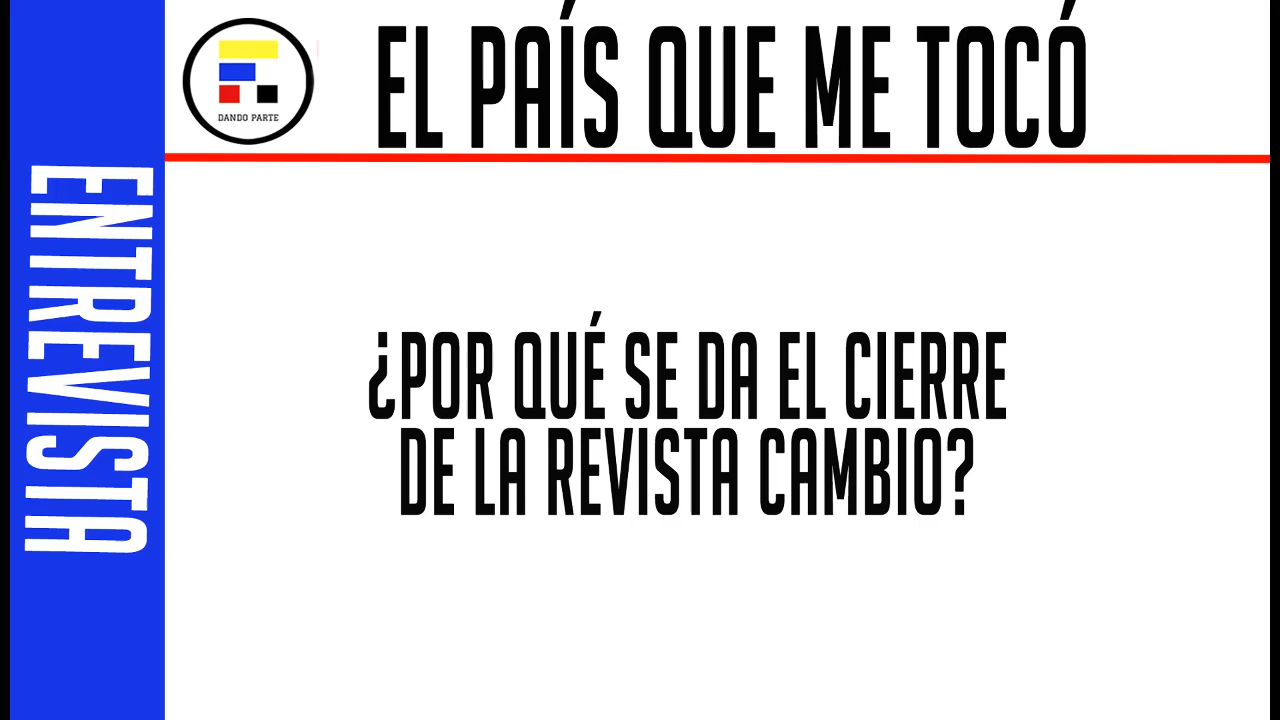 DANDO PARTE
EL PAÍS QUE ME TOCÓ
ENTREVISTA
¿POR QUÉ SE DA EL CIERRE
DE LA REVISTA CAMBIO?